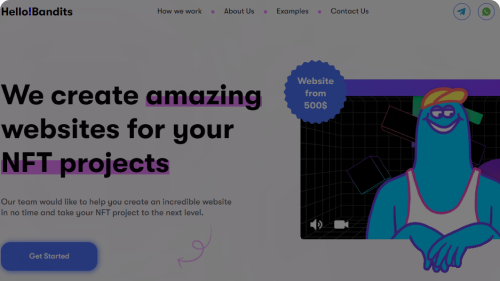 Hello!Bandits
How we work
About Us
Examples
Contact Us
We create amazing
websites for your
NFT projects
Website
from
500$
Our team would like to help you create an incredible website
in no time and take your NFT project to the next level.
Get Started